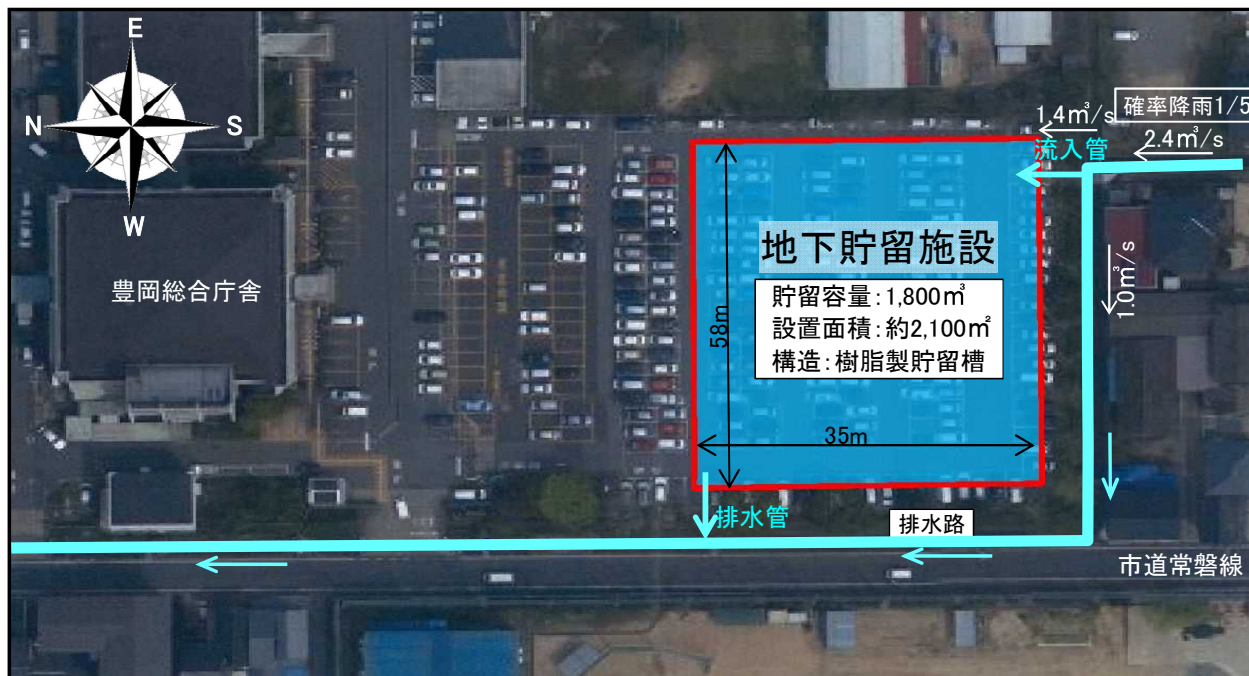 E
N
S
W
確率降雨1/5
1.4㎥/s
2.4㎥/s
流入管
1.0㎥/s
地下貯留施設
貯留容量:1,800㎥
設置面積:約2,100㎡
構造:樹脂製貯留槽
58m
35m
豊岡総合庁舎
排水管
排水路
市道常磐線